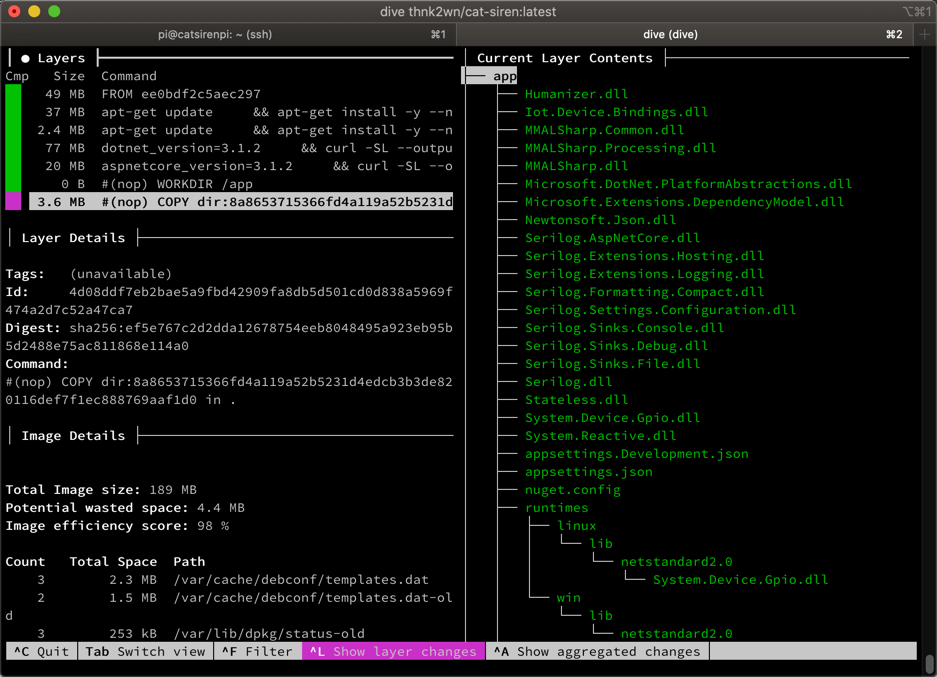 dive thnk2wn/cat-siren:latest
⌥⌘1
pi@catsirenpi: ~ (ssh)
⌘1
dive (dive)
⌘2
● Layers
Cmp Size Command
49 MB FROM ee0bdf2c5aec297
37 MB apt-get update && apt-get install -y --n
2.4 MB apt-get update && apt-get install -y --n
77 MB dotnet_version=3.1.2 && curl -SL --outpu
20 MB aspnetcore_version=3.1.2 && curl -SL --o
0 B #(nop) WORKDIR /app
3.6 MB #(nop) COPY dir:8a8653715366fd4a119a52b5231d
Layer Details
Tags: (unavailable)
Id: 4d08ddf7eb2bae5a9fbd42909fa8db5d501cd0d838a5969f
474a2d7c52a47ca7
Digest: sha256:ef5e767c2d2dda12678754eeb8048495a923eb95b
5d2488e75ac811868e114a0
Command:
#(nop) COPY dir:8a8653715366fd4a119a52b5231d4edcb3b3de82
0116def7f1ec888769aaf1d0 in .
Image Details
Total Image size: 189 MB
Potential wasted space: 4.4 MB
Image efficiency score: 98 %
Count Total Space Path
3 2.3 MB /var/cache/debconf/templates.dat
2 1.5 MB /var/cache/debconf/templates.dat-ol
d
3 253 kB /var/lib/dpkg/status-old
Current Layer Contents
app
Humanizer.dll
Iot.Device.Bindings.dll
MMALSharp.Common.dll
MMALSharp.Processing.dll
MMALSharp.dll
Microsoft.DotNet.PlatformAbstractions.dll
Microsoft.Extensions.DependencyModel.dll
Newtonsoft.Json.dll
Serilog.AspNetCore.dll
Serilog.Extensions.Hosting.dll
Serilog.Extensions.Logging.dll
Serilog.Formatting.Compact.dll
Serilog.Settings.Configuration.dll
Serilog.Sinks.Console.dll
Serilog.Sinks.Debug.dll
Serilog.Sinks.File.dll
Serilog.dll
Stateless.dll
System.Device.Gpio.dll
System.Reactive.dll
appsettings.Development.json
appsettings.json
nuget.config
runtimes
linux
lib
netstandard2.0
System.Device.Gpio.dll
win
lib
netstandard2.0
^C Quit Tab Switch view ^F Filter ^L Show layer changes ^A Show aggregated changes